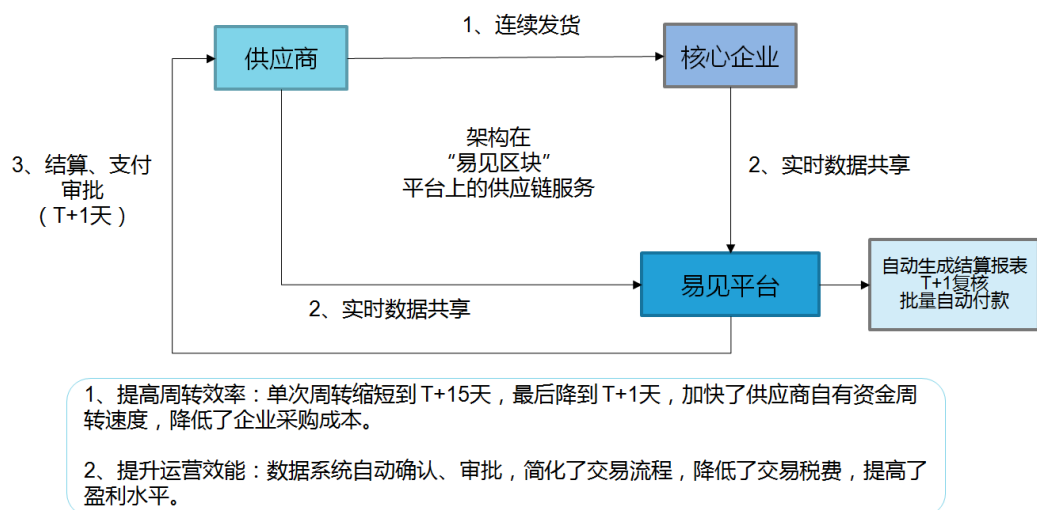 1、连续发货
供应商
核心企业
架构在
“易见区块”
平台上的供应链服务
3、结算、支付
审批
（T+1天）
2、实时数据共享
易见平台
自动生成结算报表
T+1复核
批量自动付款
2、实时数据共享
1、提高周转效率：单次周转缩短到T+15天，最后降到T+1天，加快了供应商自有资金周
转速度，降低了企业采购成本。
2、提升运营效能：数据系统自动确认、审批，简化了交易流程，降低了交易税费，提高了
盈利水平。